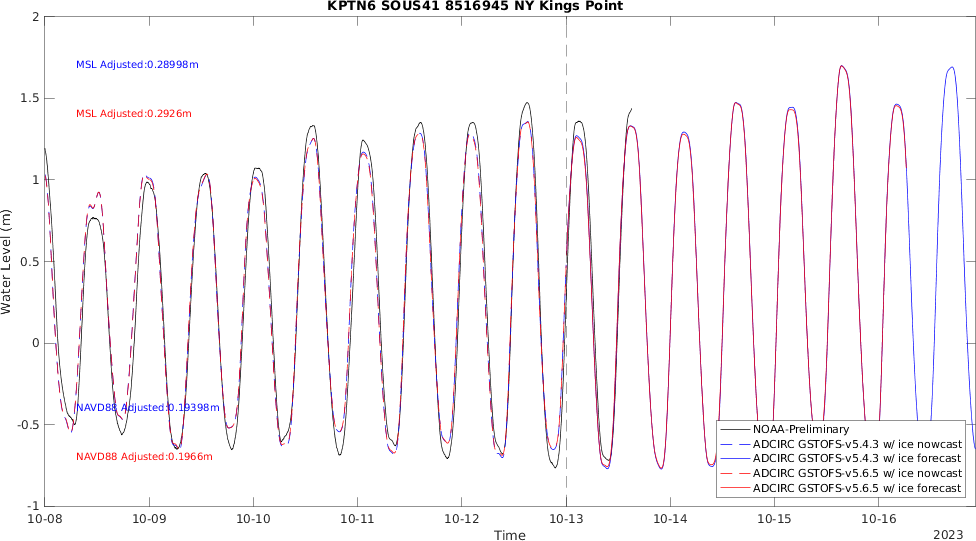 KPTN6 SOUS41 8516945 NY Kings Point
2
1.5
1
0.5
0
-0.5
-1
Water Level (m)
MSL Adjusted:0.28998m
MSL Adjusted:0.2926m
NAVD88 Adjusted:0.19398m
NAVD88 Adjusted:0.1966m
NOAA-Preliminary
ADCIRC GSTOFS-v5.4.3 w/ ice nowcast
ADCIRC GSTOFS-v5.4.3 w/ ice forecast
ADCIRC GSTOFS-v5.6.5 w/ ice nowcast
ADCIRC GSTOFS-v5.6.5 w/ ice forecast
10-08 10-09 10-10 10-11 10-12 10-13 10-14 10-15 10-16
Time
2023